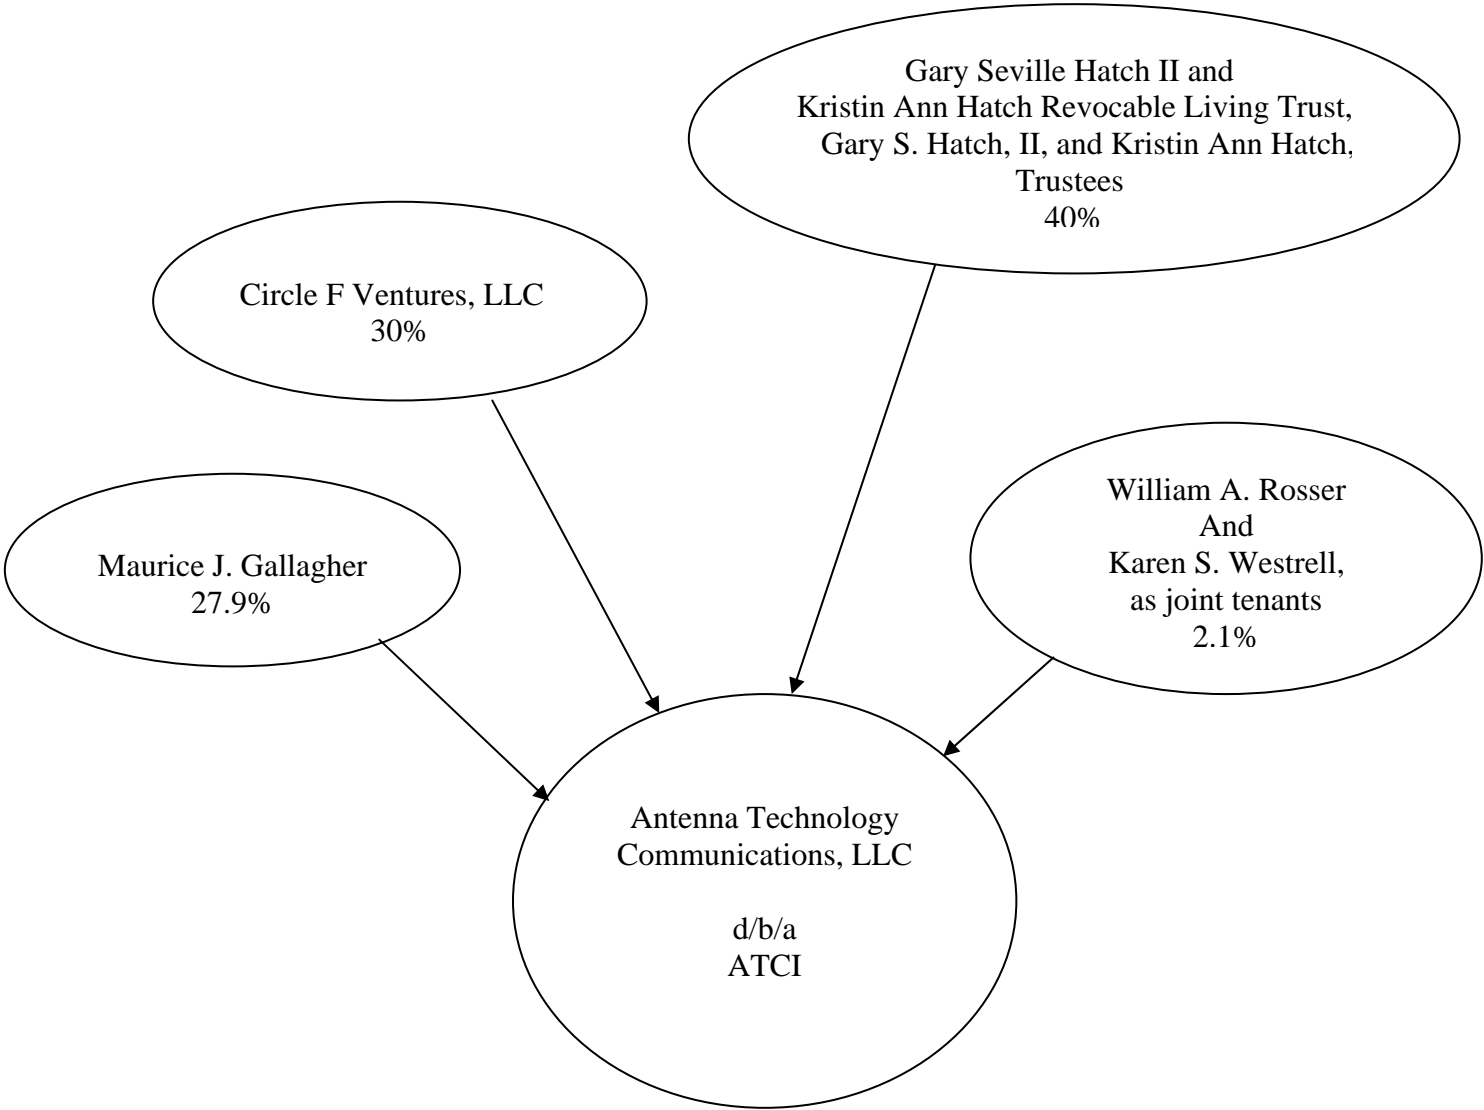 Gary Seville Hatch II and
Kristin Ann Hatch Revocable Living Trust,
Gary S. Hatch, II, and Kristin Ann Hatch,
Trustees
40%
Circle F Ventures, LLC
30%
Maurice J. Gallagher
27.9%
William A. Rosser
And
Karen S. Westrell,
as joint tenants
2.1%
Antenna Technology
Communications, LLC
d/b/a
ATCI